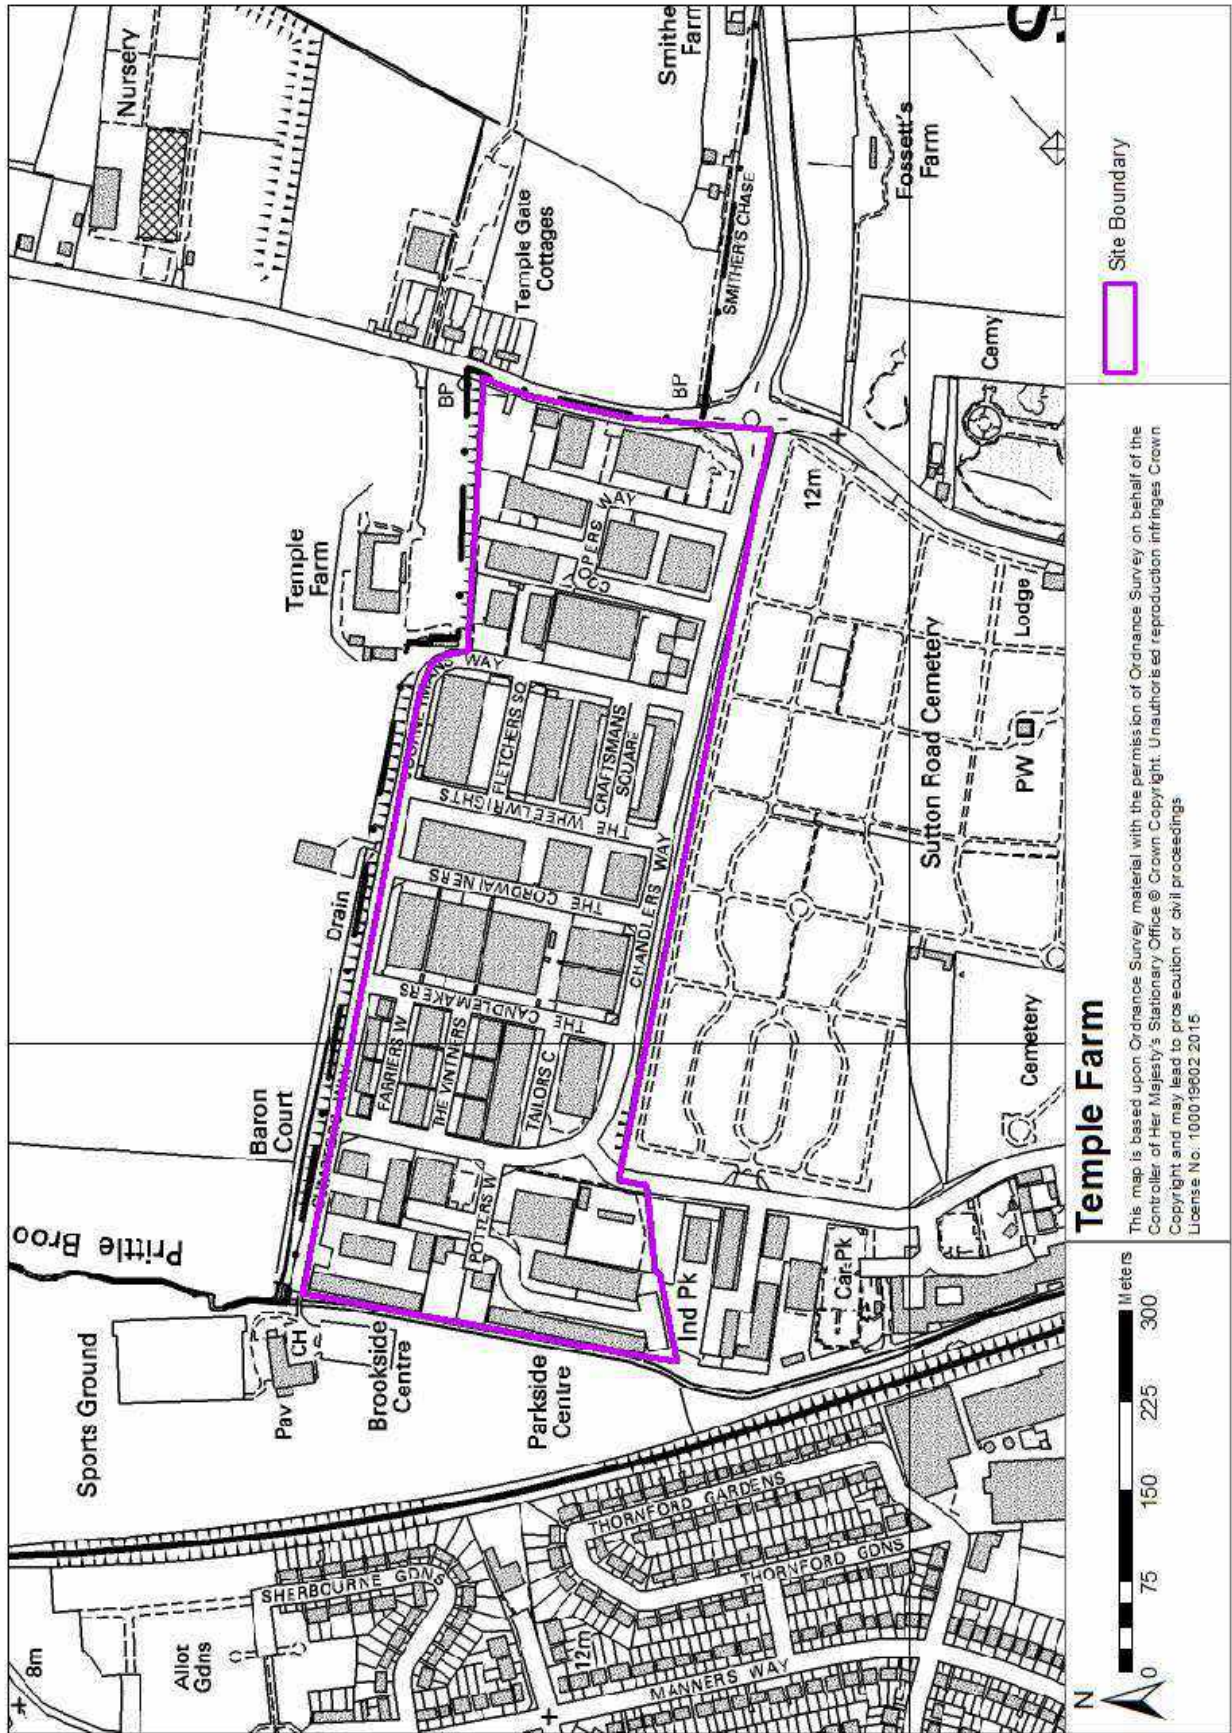 Sports Ground
Prittle Broo
Baron
Court
Drain
Temple
Farm
Nursery
8m
Allot
Gdns
SHERBOURNE GDNS
Pav
CH
Brookside
Centre
Parkside
Centre
POTTERS W
FARRIERS W
THE VINTNERS
TAILORS C
THE CANDLEMAKERS
THE CORDWAINERS
THE WHEELWRIGHTS
FLETCHERS SQ
CRAFTSMANS
SQUARE
WAY
COOPERS WAY
CHANDLERS WAY
BP
Temple Gate
Cottages
BP
SMITHER'S CHASE
Smithe
Farm
Fossett's
Farm
S
12m
MANNERS WAY
THORNFORD GARDENS
THORNFORD GDNS
Ind Pk
Car Pk
Cemetery
Sutton Road Cemetery
PW
Lodge
12m
Cemy
N
0 75 150 225 300
Meters
Temple Farm
This map is based upon Ordnance Survey material with the permission of Ordnance Survey on behalf of the
Controller of Her Majesty's Stationary Office © Crown Copyright. Unauthorised reproduction infringes Crown
Copyright and may lead to prosecution or civil proceedings
License No. 100019602 2015
Site Boundary